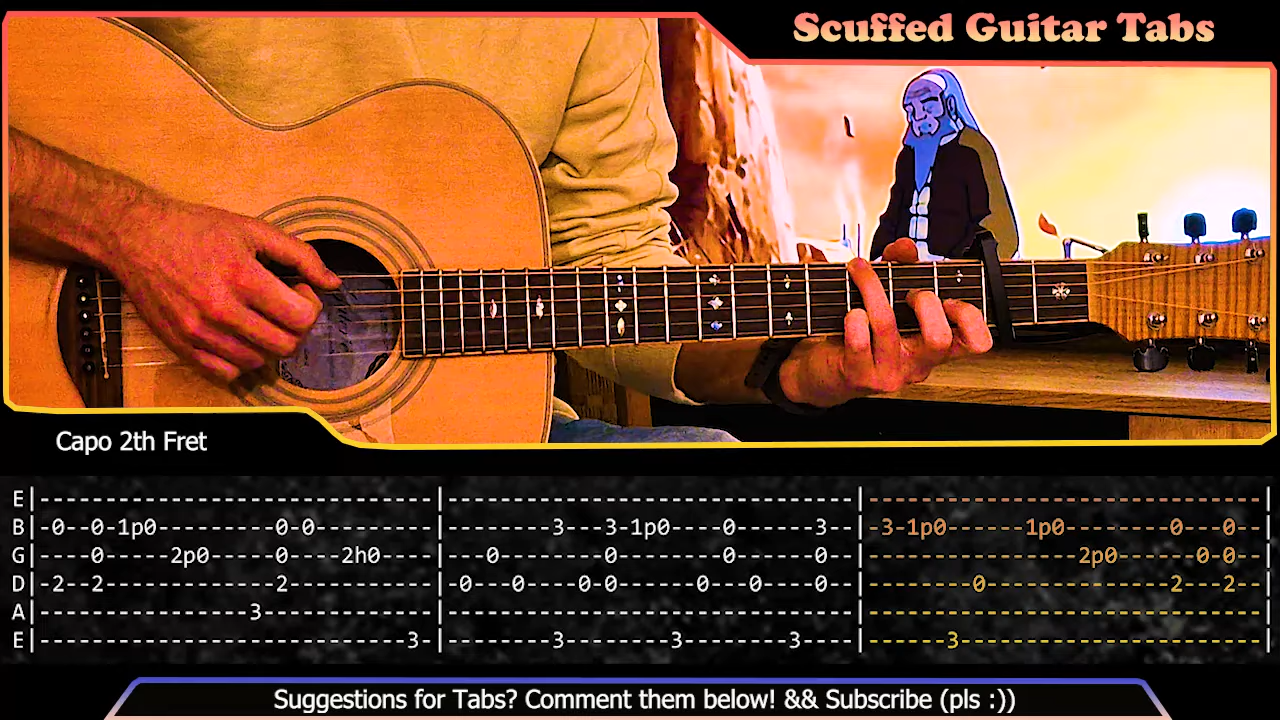 Scuffed Guitar Tabs
Capo 2th Fret
E|------------------------------|-------------------------------|------------------------------|
B|-0--0-1p0---------0-0---------|--------3---3-1p0----0------3--|-3-1p0------1p0--------0---0--|
G|----0-----2p0-----0----2h0----|---0--------0--------0------0--|----------------2p0------0-0--|
D|-2--2-------------2-----------|-0---0----0-0------0---0----0--|--------0--------------2---2--|
A|----------------3-------------|-------------------------------|------------------------------|
E|----------------------------3-|--------3--------3--------3----|------3-----------------------|
Suggestions for Tabs? Comment them below! && Subscribe (pls :))